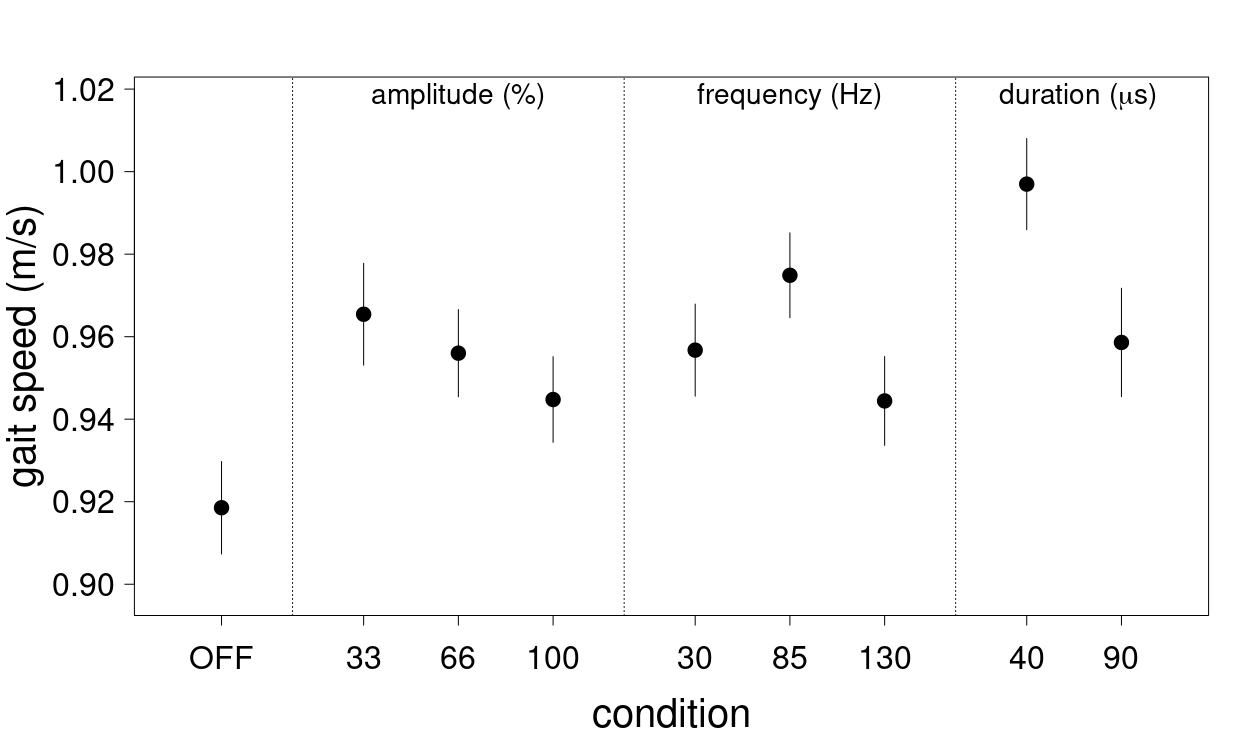 amplitude (%)
frequency (Hz)
duration (μs)
gait speed (m/s)
1.02
1.00
0.98
0.96
0.94
0.92
0.90
OFF 33 66 100 30 85 130 40 90
condition